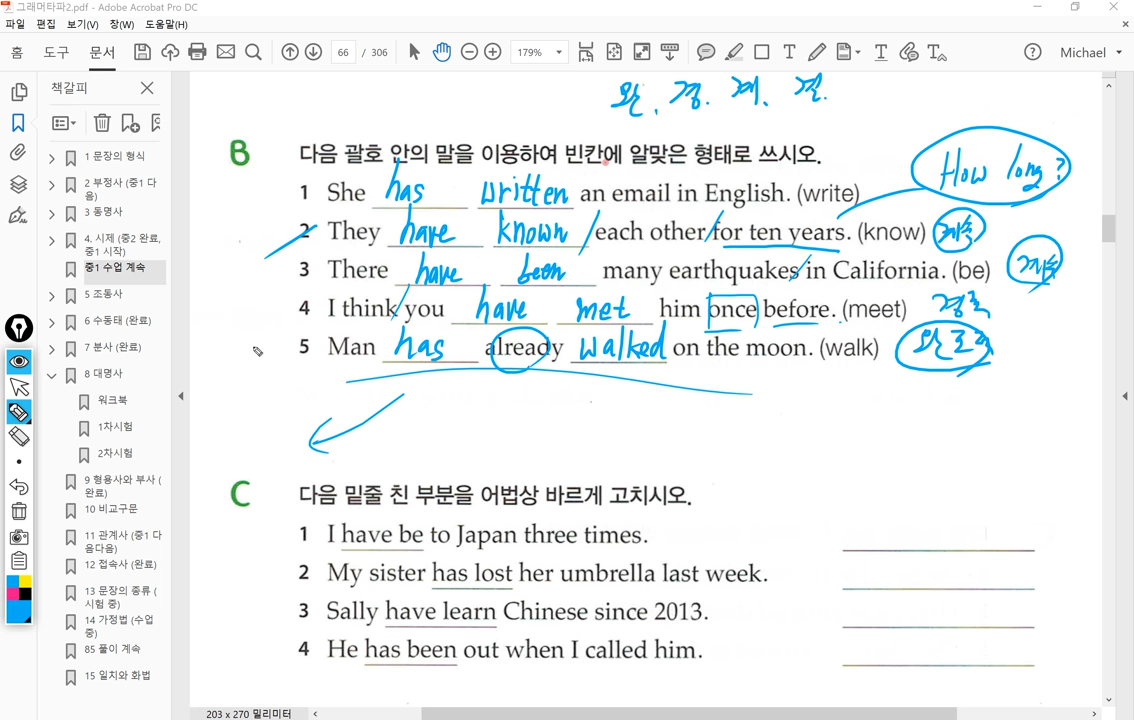 그래머타파2.pdf - Adobe Acrobat Pro DC
파일 편집 보기(V) 창(W) 도움말(H)
홈 도구 문서 66 / 306 179% Michael
책갈피
1 문장의 형식
2 부정사 (중1 다음)
3 동명사
4. 시제 (중2 완료, 중1 시작)
중1 수업 계속
5 조동사
6 수동태 (완료)
7 분사 (완료)
8 대명사
워크북
1차시험
2차시험
9 형용사와 부사 (완료)
10 비교구문
11 관계사 (중1 다음다음)
12 접속사 (완료)
13 문장의 종류 (시험 중)
14 가정법 (수업 중)
85 풀이 계속
15 일치와 화법
완. 경. 계. 결.
B 다음 괄호 안의 말을 이용하여 빈칸에 알맞은 형태로 쓰시오.
How long?
1 She has written an email in English. (write)
2 They have known each other for ten years. (know) 계속
3 There have been many earthquakes in California. (be) 계속
4 I think you have met him once before. (meet)
5 Man has already walked on the moon. (walk)
C 다음 밑줄 친 부분을 어법상 바르게 고치시오.
1 I have be to Japan three times.
2 My sister has lost her umbrella last week.
3 Sally have learn Chinese since 2013.
4 He has been out when I called him.
203 x 270 밀리미터